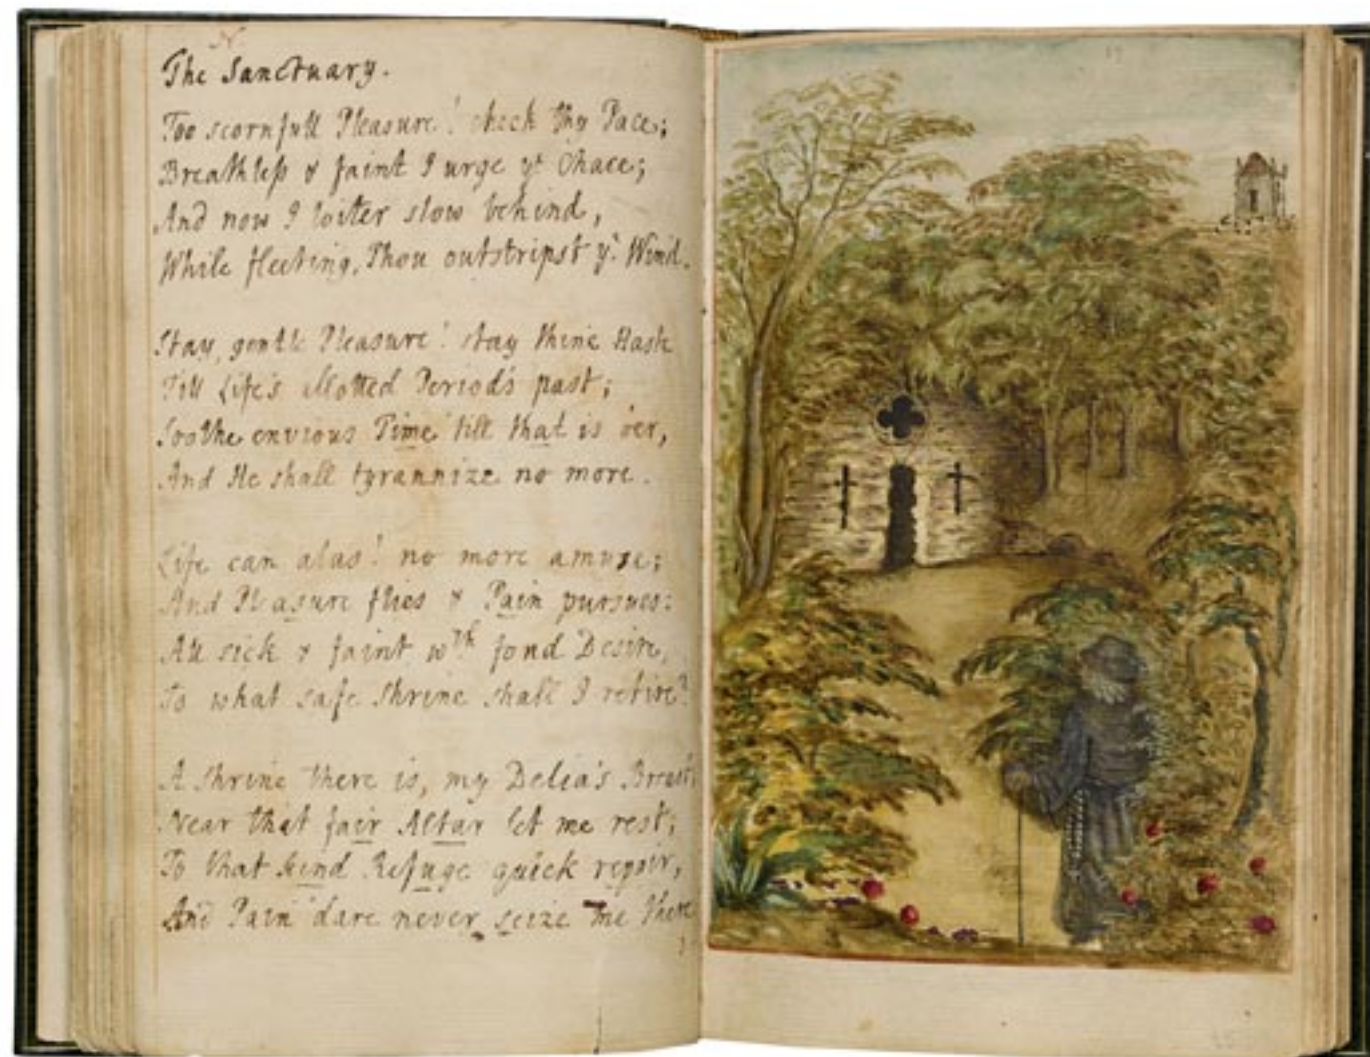 N.
The Sanctuary.
Too scornfull Pleasure! check thy Pace;
Breathless & faint I urge yᵉ Chace;
And now I loiter slow behind,
While fleeting, Thou outstripst yᵉ Wind.
Stay, gentle Pleasure! stay thine Hast
Till Life's allotted Period's past;
Soothe envious Time till that is o'er,
And He shall tyrannize no more.
Life can alas! no more amuse;
And Pleasure flies & Pain pursues:
All sick & faint wᵗʰ fond Desire,
To what safe Shrine shall I retire?
A Shrine there is, my Delia's Breast
Near that fair Altar let me rest;
To that kind Refuge quick repair,
And Pain dare never seize me there